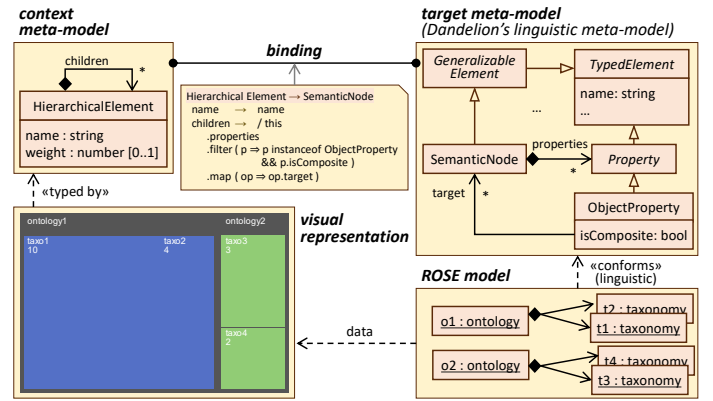 context
meta-model
children
*
HierarchicalElement
name : string
weight : number [0..1]
«typed by»
binding
Hierarchical Element → SemanticNode
name → name
children → / this
.properties
.filter ( p ⇒ p instanceof ObjectProperty
&& p.isComposite )
.map ( op ⇒ op.target )
target meta-model
(Dandelion's linguistic meta-model)
Generalizable
Element
TypedElement
name: string
...
...
SemanticNode
properties
*
Property
target
*
ObjectProperty
isComposite: bool
visual
representation
ontology1
ontology2
taxo1
10
taxo2
4
taxo3
3
taxo4
2
data
«conforms»
(linguistic)
ROSE model
o1 : ontology
t2 : taxonomy
t1 : taxonomy
o2 : ontology
t4 : taxonomy
t3 : taxonomy